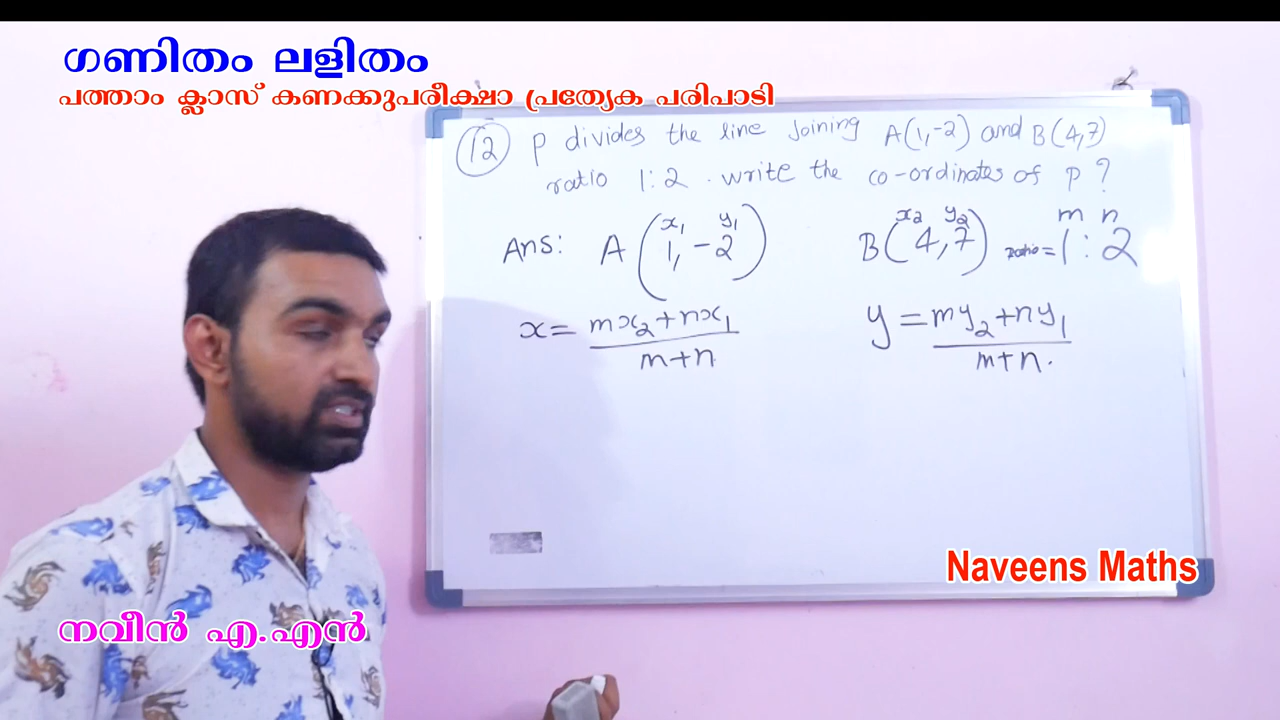 ഗണിതം ലളിതം
പത്താം ക്ലാസ് കണക്കുപരീക്ഷാ പ്രത്യേക പരിപാടി
12 P divides the line joining A(1,-2) and B(4,7)
ratio 1:2 . write the co-ordinates of P ?
Ans: A (x₁ 1, y₁ -2) B(x₂ 4, y₂ 7) ratio = m n 1 : 2
x = mx₂+nx₁ / m+n y = my₂+ny₁ / m+n.
Naveens Maths
നവീൻ എ.എൻ